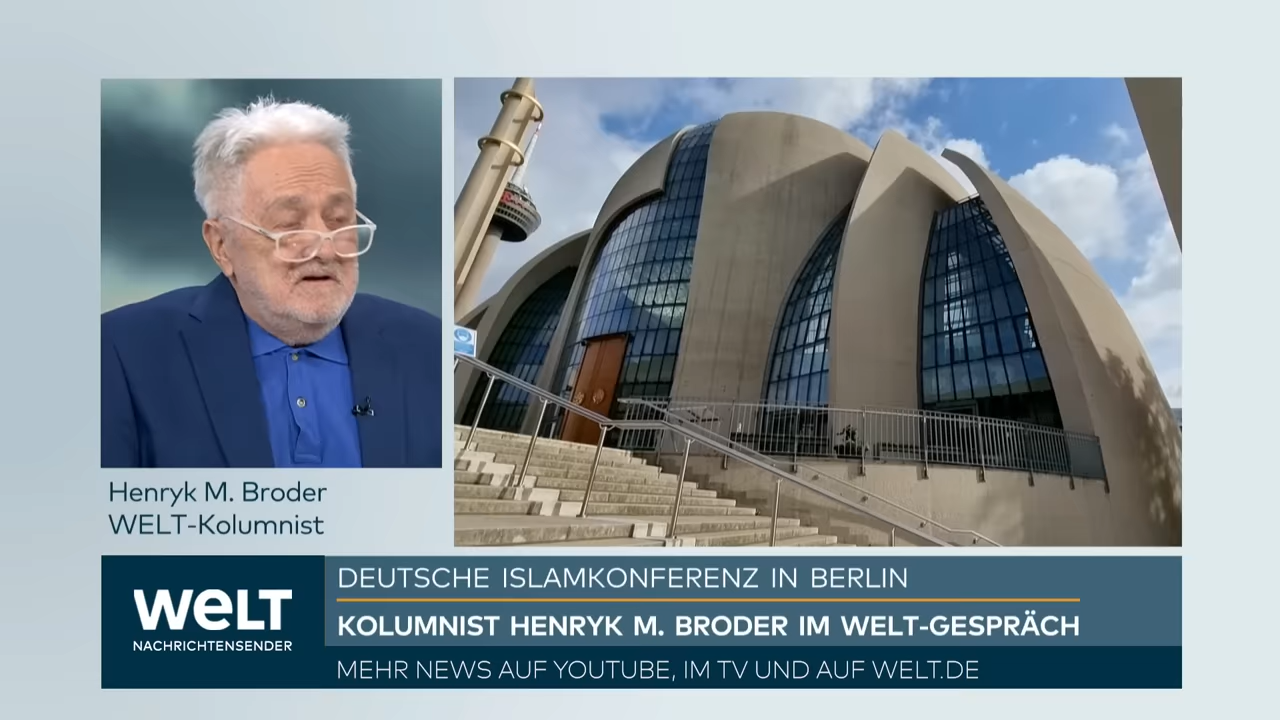 Henryk M. Broder
WELT-Kolumnist
WELT
NACHRICHTENSENDER
DEUTSCHE ISLAMKONFERENZ IN BERLIN
KOLUMNIST HENRYK M. BRODER IM WELT-GESPRÄCH
MEHR NEWS AUF YOUTUBE, IM TV UND AUF WELT.DE